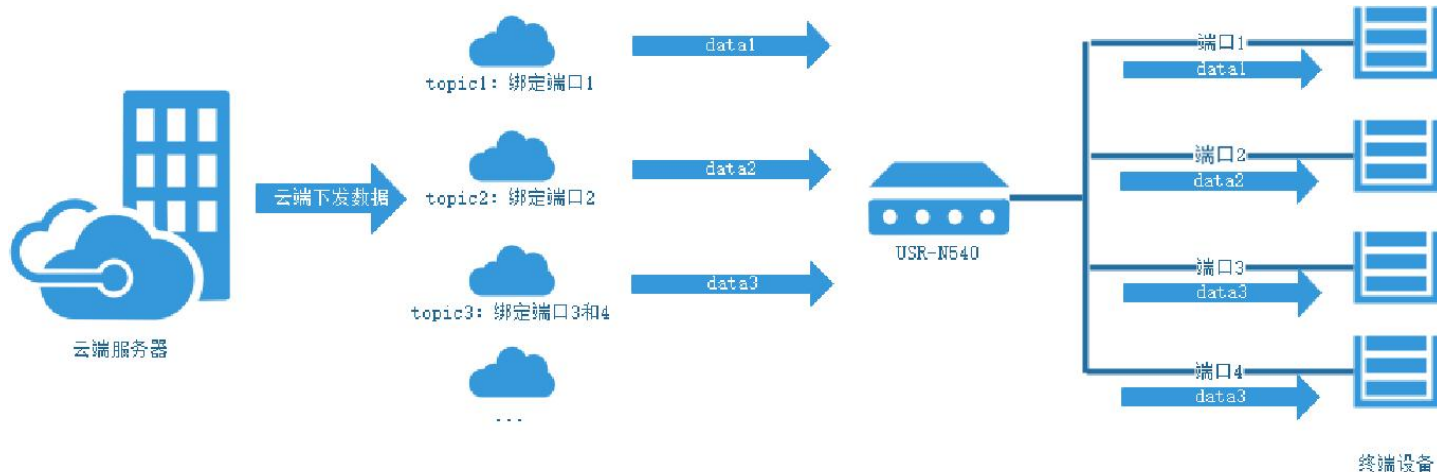 云端服务器
云端下发数据
topic1: 绑定端口1
topic2: 绑定端口2
topic3: 绑定端口3和4
...
data1
data2
data3
USR-N540
端口1
data1
端口2
data2
端口3
data3
端口4
data3
终端设备